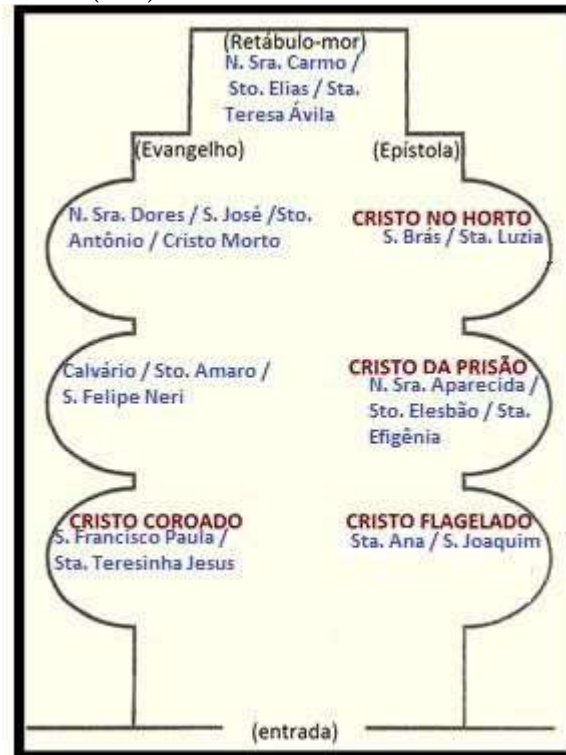 (Retábulo-mor)
N. Sra. Carmo /
Sto. Elias / Sta.
Teresa Ávila
(Evangelho)
(Epístola)
N. Sra. Dores / S. José /Sto.
Antônio / Cristo Morto
CRISTO NO HORTO
S. Brás / Sta. Luzia
Calvário / Sto. Amaro /
S. Felipe Neri
CRISTO DA PRISÃO
N. Sra. Aparecida /
Sto. Elesbão / Sta.
Efigênia
CRISTO COROADO
S. Francisco Paula /
Sta. Teresinha Jesus
CRISTO FLAGELADO
Sta. Ana / S. Joaquim
(entrada)